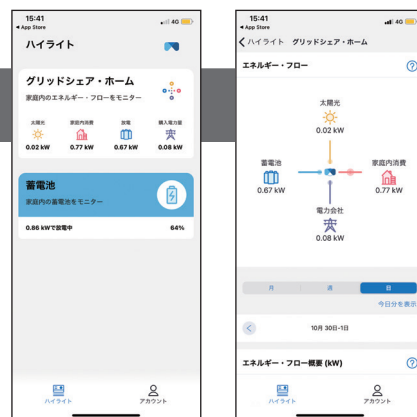 15:41
◀ App Store
4G
ハイライト
グリッドシェア・ホーム
家庭内のエネルギー・フローをモニター
太陽光
家庭内消費
放電
購入電力量
0.02 kW
0.77 kW
0.67 kW
0.08 kW
蓄電池
家庭内の蓄電池をモニター
0.86 kWで放電中
64%
ハイライト
アカウント
15:41
◀ App Store
4G
ハイライト
グリッドシェア・ホーム
エネルギー・フロー
?
太陽光
0.02 kW
蓄電池
家庭内消費
0.67 kW
0.77 kW
電力会社
0.08 kW
月
週
日
今日分を表示
10月 30日-1日
エネルギー・フロー概要 (kW)
?
ハイライト
アカウント